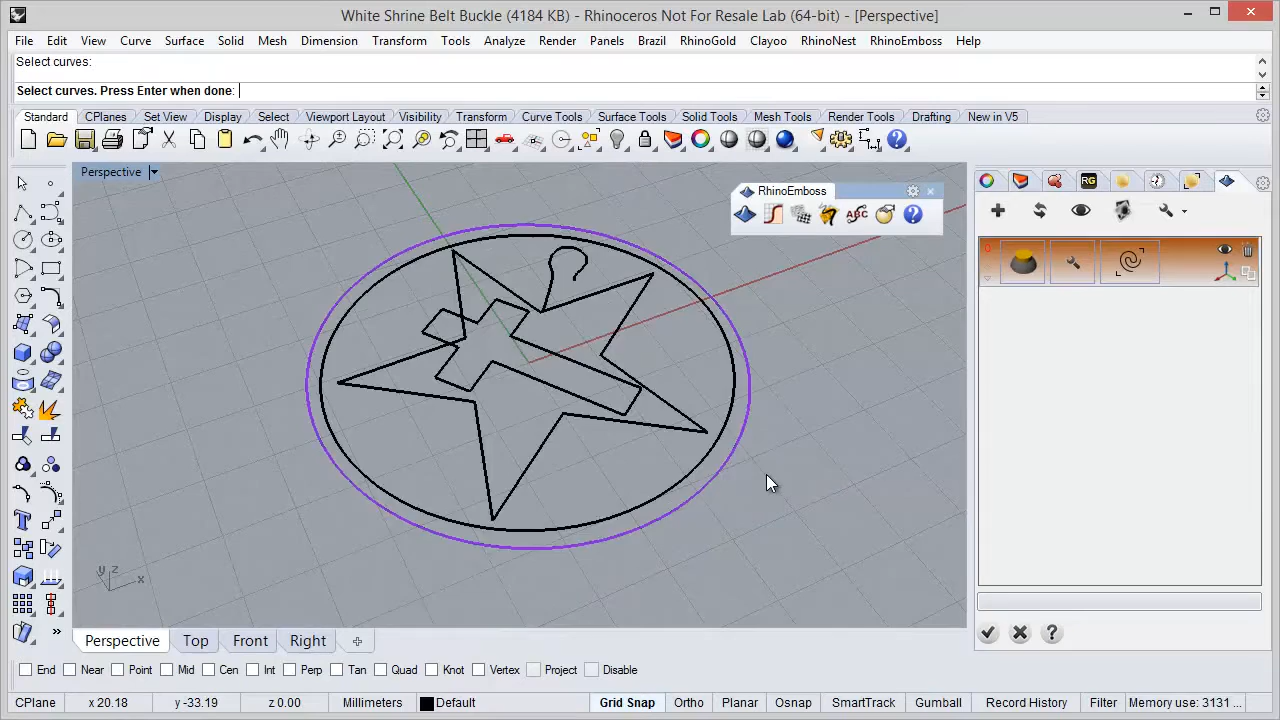 White Shrine Belt Buckle (4184 KB) - Rhinoceros Not For Resale Lab (64-bit) - [Perspective]
File Edit View Curve Surface Solid Mesh Dimension Transform Tools Analyze Render Panels Brazil RhinoGold Clayoo RhinoNest RhinoEmboss Help
Select curves:
Select curves. Press Enter when done:
Standard CPlanes Set View Display Select Viewport Layout Visibility Transform Curve Tools Surface Tools Solid Tools Mesh Tools Render Tools Drafting New in V5
Perspective
RhinoEmboss
RG
ABC
0
y z
x
Perspective Top Front Right
End Near Point Mid Cen Int Perp Tan Quad Knot Vertex Project Disable
CPlane x 20.18 y -33.19 z 0.00 Millimeters Default Grid Snap Ortho Planar Osnap SmartTrack Gumball Record History Filter Memory use: 3131 ...